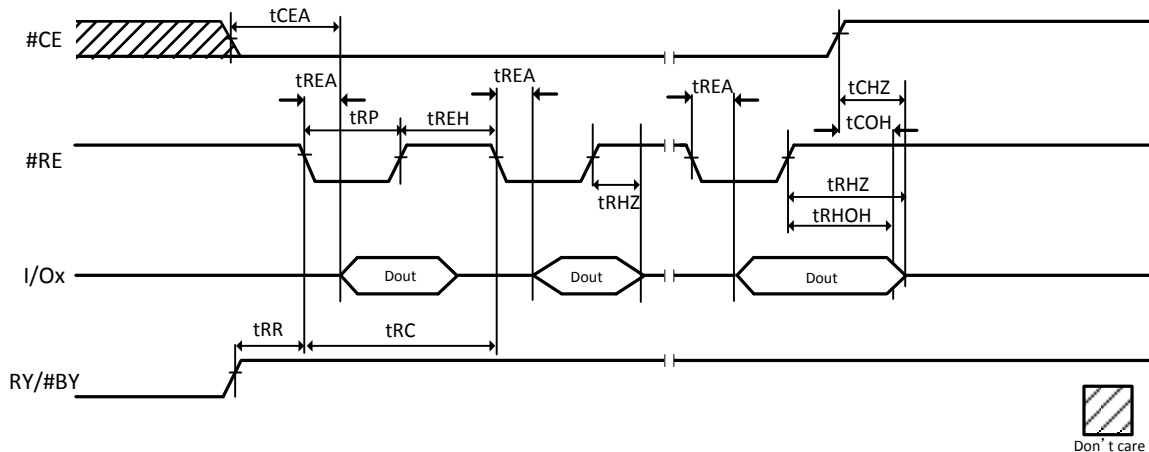 tCEA
#CE
tREA
tREA
tREA
tCHZ
tCOH
tRP
tREH
#RE
tRHZ
tRHZ
tRHOH
I/Ox
Dout
Dout
Dout
tRR
tRC
RY/#BY
Don't care